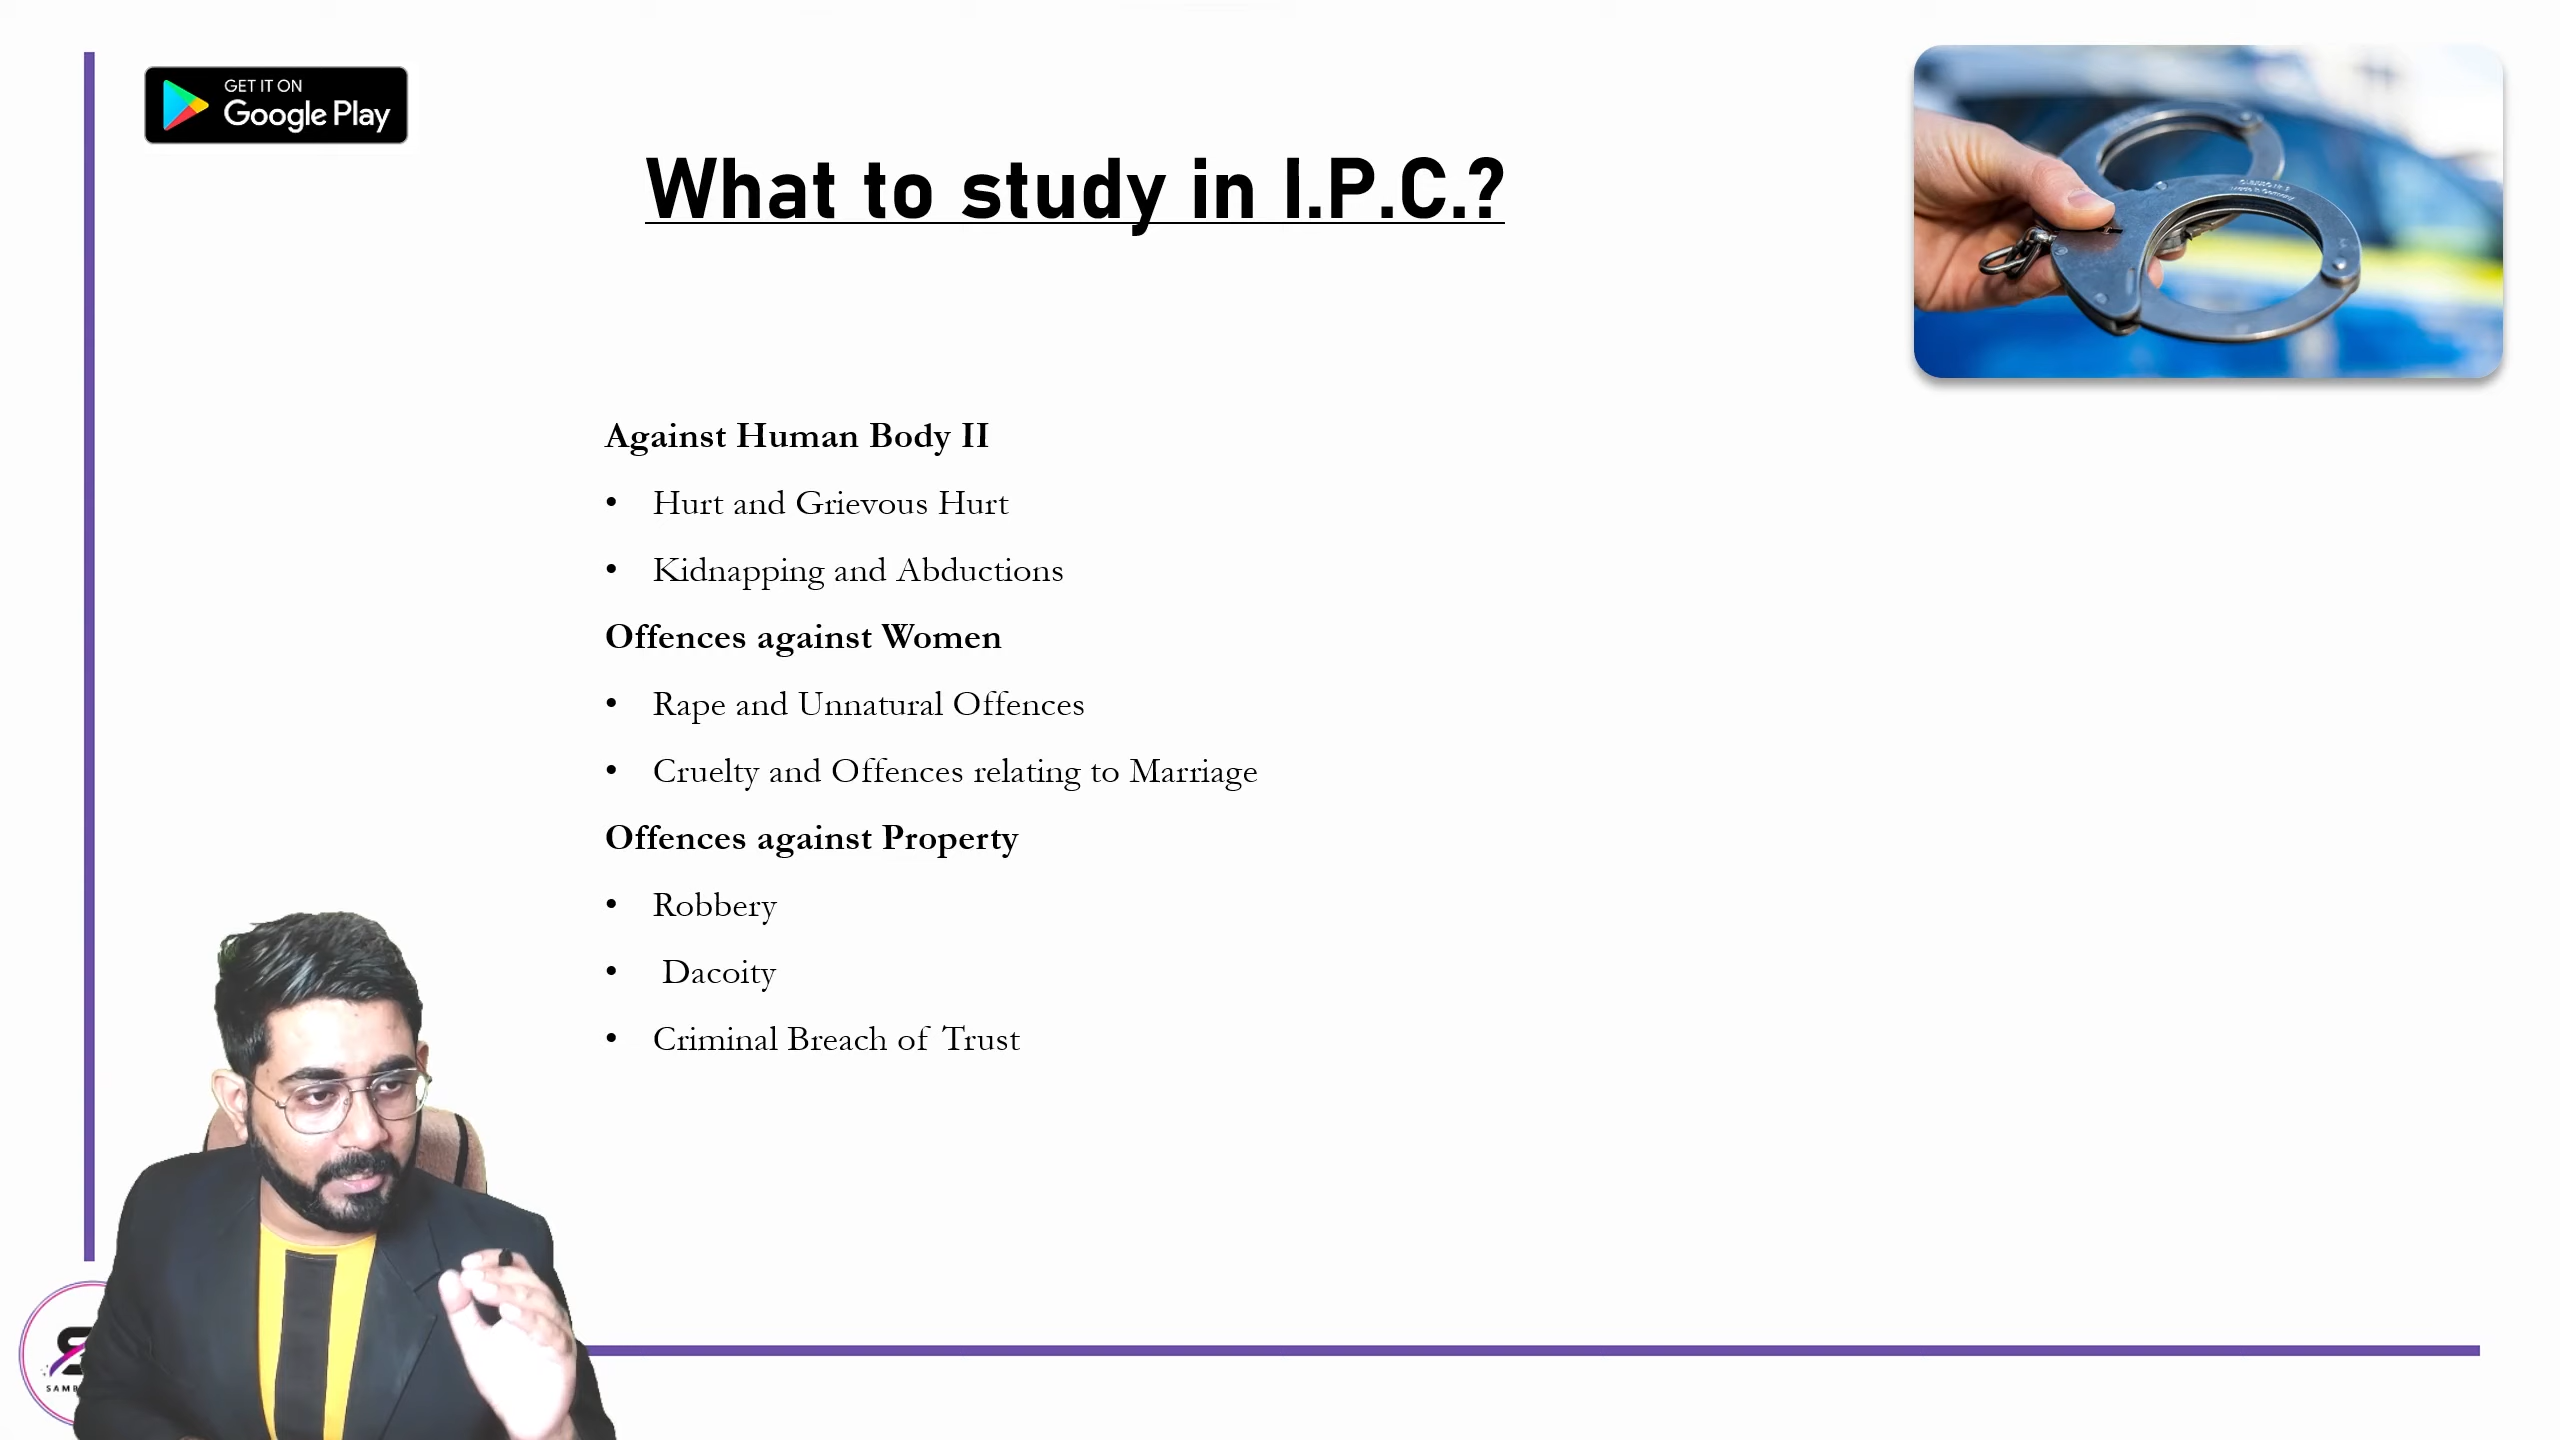 GET IT ON
Google Play
What to study in I.P.C.?
Against Human Body II
• Hurt and Grievous Hurt
• Kidnapping and Abductions
Offences against Women
• Rape and Unnatural Offences
• Cruelty and Offences relating to Marriage
Offences against Property
• Robbery
• Dacoity
• Criminal Breach of Trust